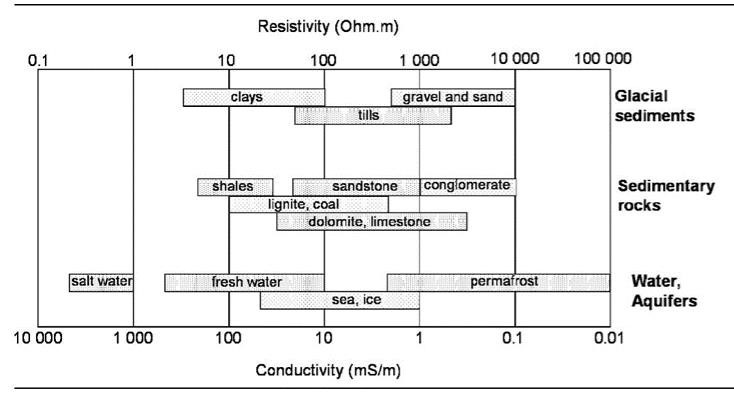 Resistivity (Ohm.m)
0.1 1 10 100 1 000 10 000 100 000
clays gravel and sand Glacial
tills sediments
shales sandstone conglomerate Sedimentary
lignite, coal rocks
dolomite, limestone
salt water fresh water permafrost Water,
sea, ice Aquifers
10 000 1 000 100 10 1 0.1 0.01
Conductivity (mS/m)